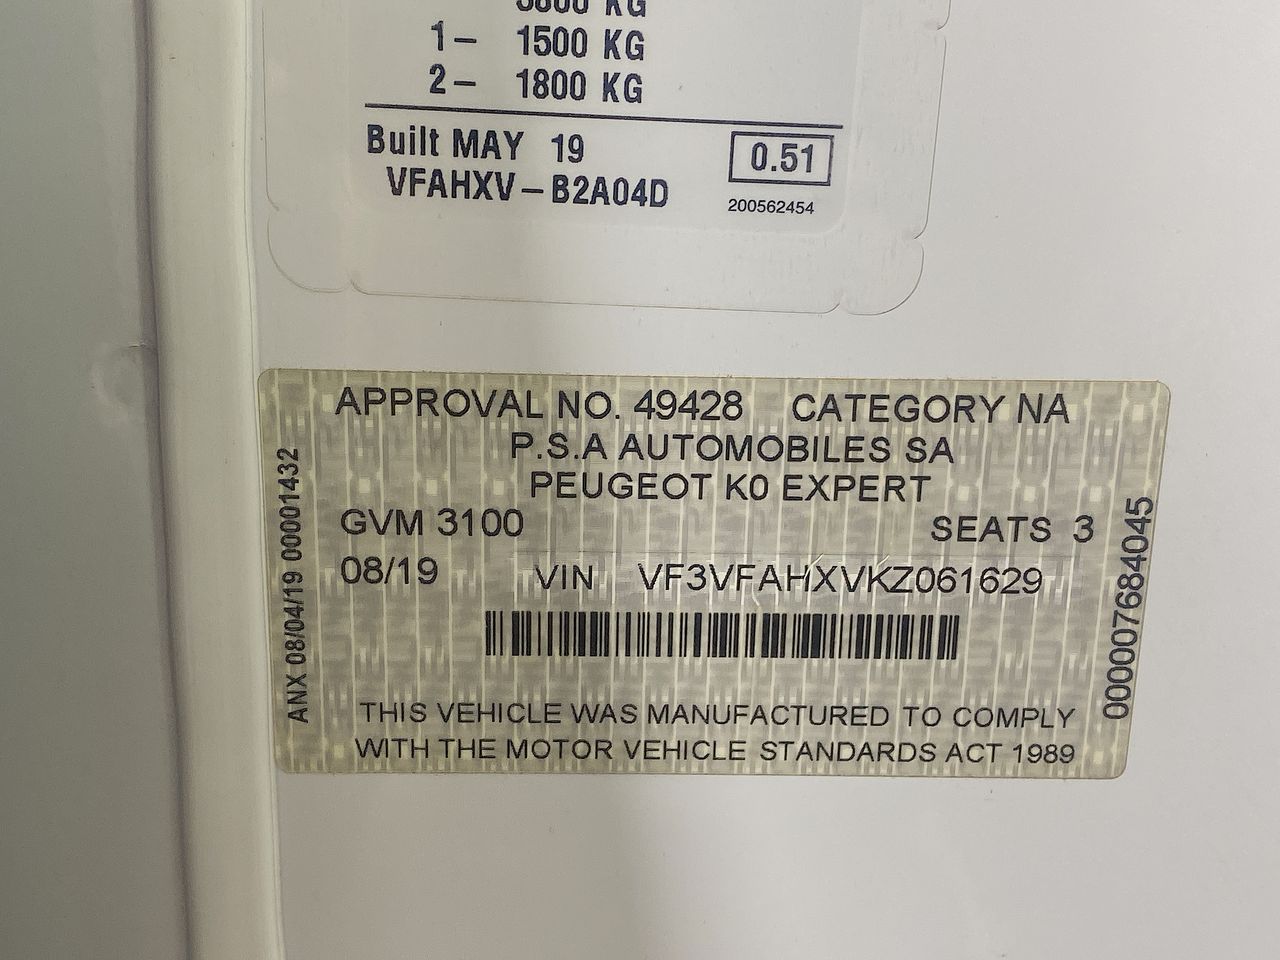 1- 1500 KG
2- 1800 KG
Built MAY 19
0.51
VFAHXV-B2A04D
200562454
APPROVAL NO. 49428 CATEGORY NA
P.S.A AUTOMOBILES SA
PEUGEOT K0 EXPERT
GVM 3100 SEATS 3
08/19 VIN VF3VFAHXVKZ061629
THIS VEHICLE WAS MANUFACTURED TO COMPLY
WITH THE MOTOR VEHICLE STANDARDS ACT 1989
ANX 08/04/19 00001432
0000007684045